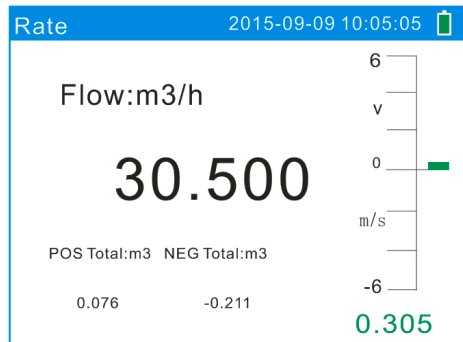 Rate 2015-09-09 10:05:05
6
Flow:m3/h
v
30.500
0
m/s
POS Total:m3 NEG Total:m3
-6
0.076 -0.211
0.305